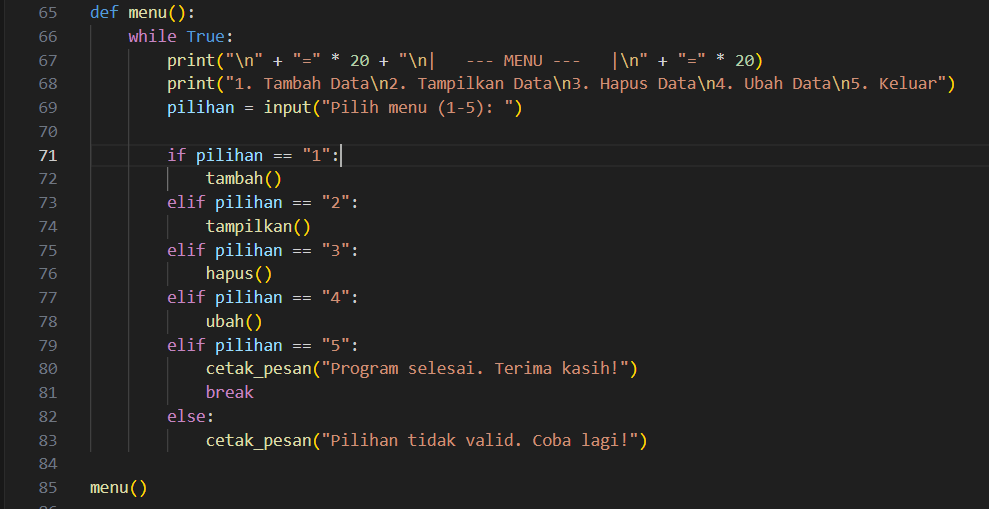 65 def menu():
66     while True:
67         print("\n" + "=" * 20 + "\n|   --- MENU ---   |\n" + "=" * 20)
68         print("1. Tambah Data\n2. Tampilkan Data\n3. Hapus Data\n4. Ubah Data\n5. Keluar")
69         pilihan = input("Pilih menu (1-5): ")
70
71         if pilihan == "1":
72             tambah()
73         elif pilihan == "2":
74             tampilkan()
75         elif pilihan == "3":
76             hapus()
77         elif pilihan == "4":
78             ubah()
79         elif pilihan == "5":
80             cetak_pesan("Program selesai. Terima kasih!")
81             break
82         else:
83             cetak_pesan("Pilihan tidak valid. Coba lagi!")
84
85 menu()